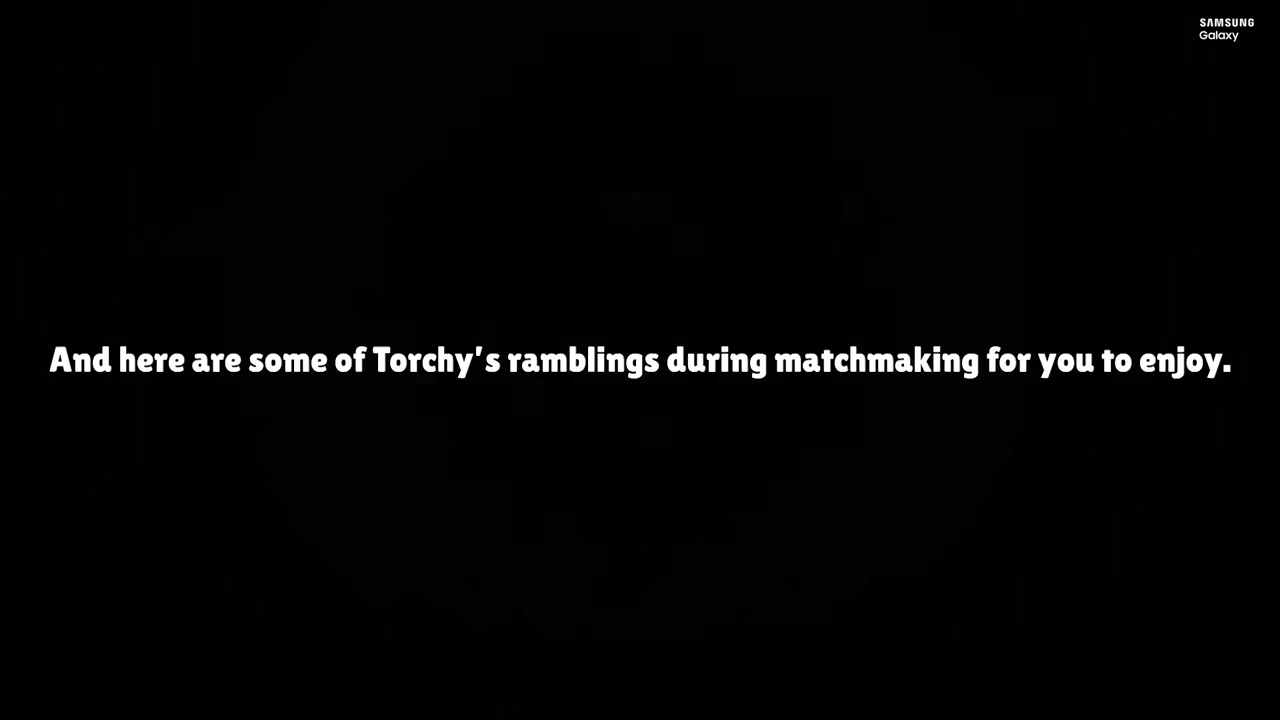 SAMSUNG
Galaxy
And here are some of Torchy's ramblings during matchmaking for you to enjoy.